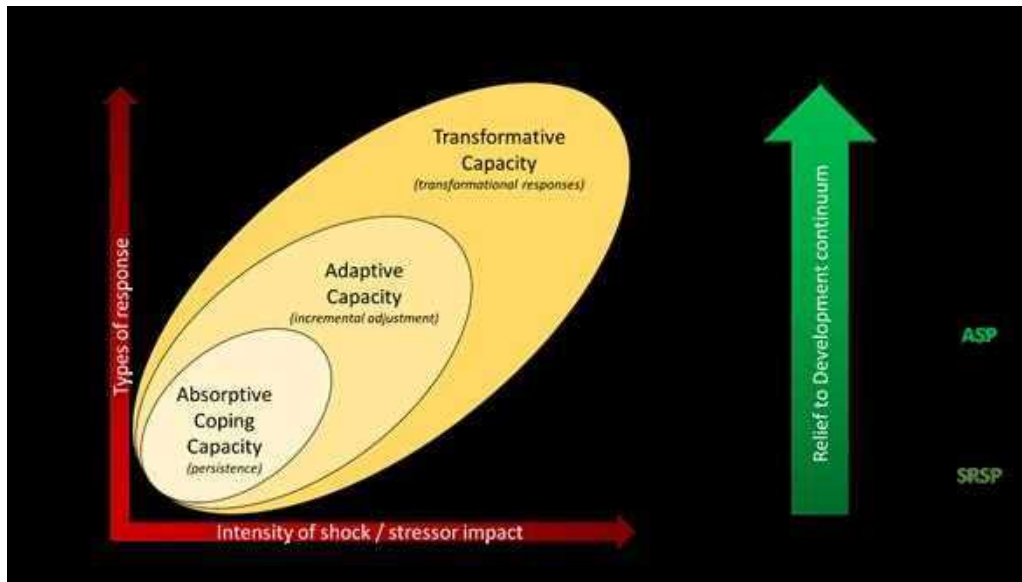 Transformative
Capacity
(transformational responses)
Adaptive
Capacity
(incremental adjustment)
Absorptive
Coping
Capacity
(persistence)
Types of response
Intensity of shock / stressor impact
Relief to Development continuum
ASP
SRSP